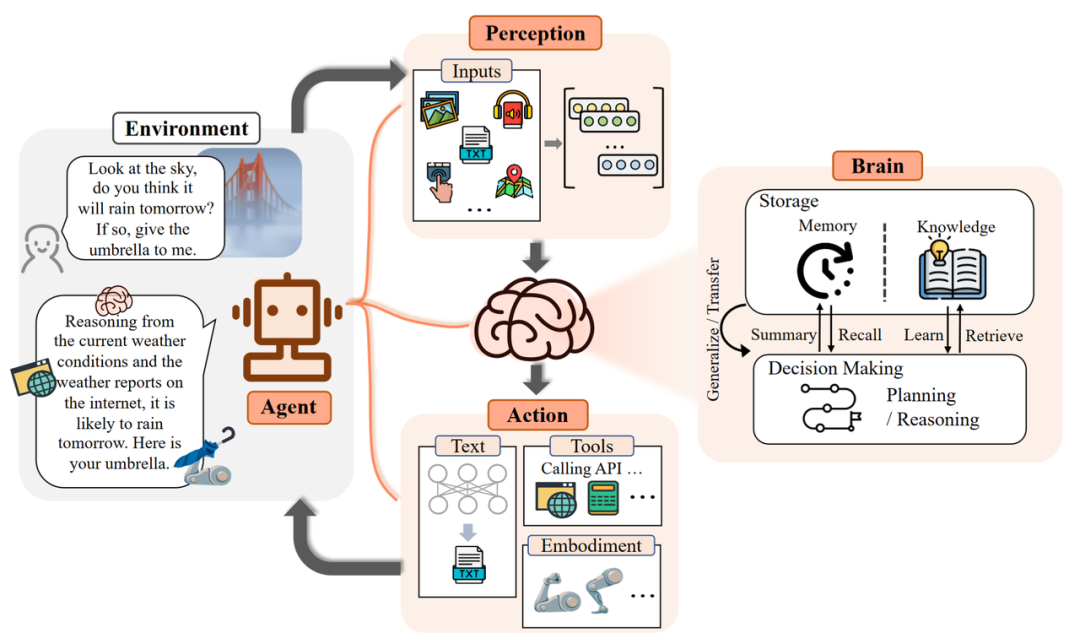 Perception
Inputs
TXT
...
...
Environment
Look at the sky,
do you think it
will rain tomorrow?
If so, give the
umbrella to me.
Reasoning from
the current weather
conditions and the
weather reports on
the internet, it is
likely to rain
tomorrow. Here is
your umbrella.
Agent
Brain
Storage
Memory
Knowledge
Generalize / Transfer
Summary
Recall
Learn
Retrieve
Decision Making
Planning
/ Reasoning
Action
Text
TXT
Tools
Calling API ...
...
Embodiment
...